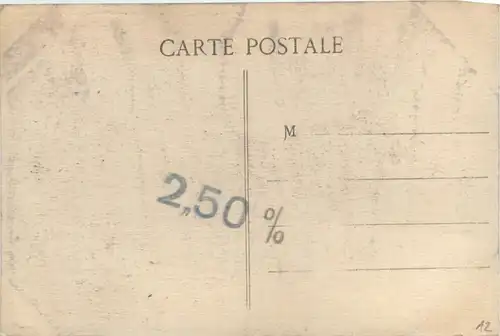 CARTE POSTALE
M
2,50 %
A2